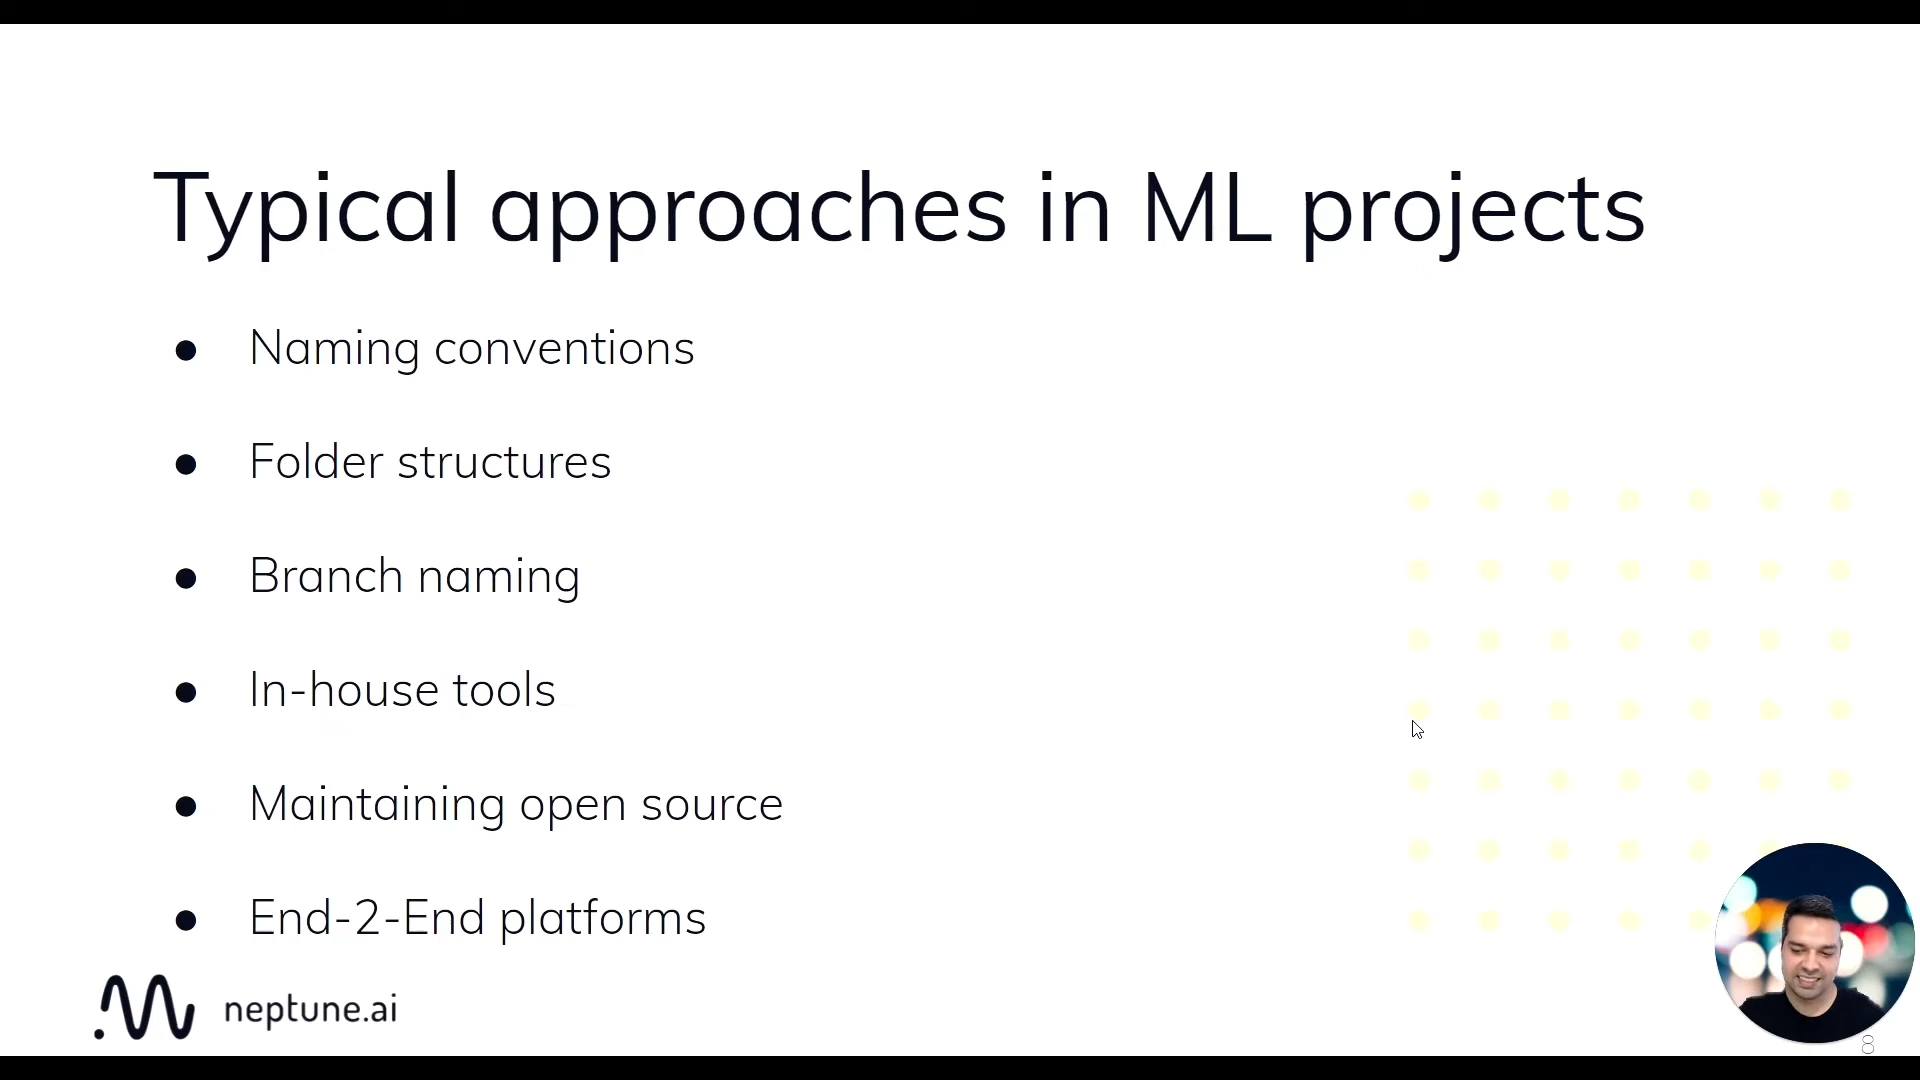 Typical approaches in ML projects
● Naming conventions
● Folder structures
● Branch naming
● In-house tools
● Maintaining open source
● End-2-End platforms
neptune.ai
8